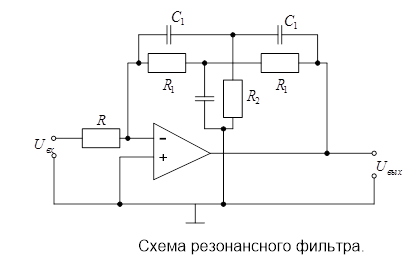 C1 C1
R1 R1
R2
R
- 
+
Uвх
Uвых
Схема резонансного фильтра.